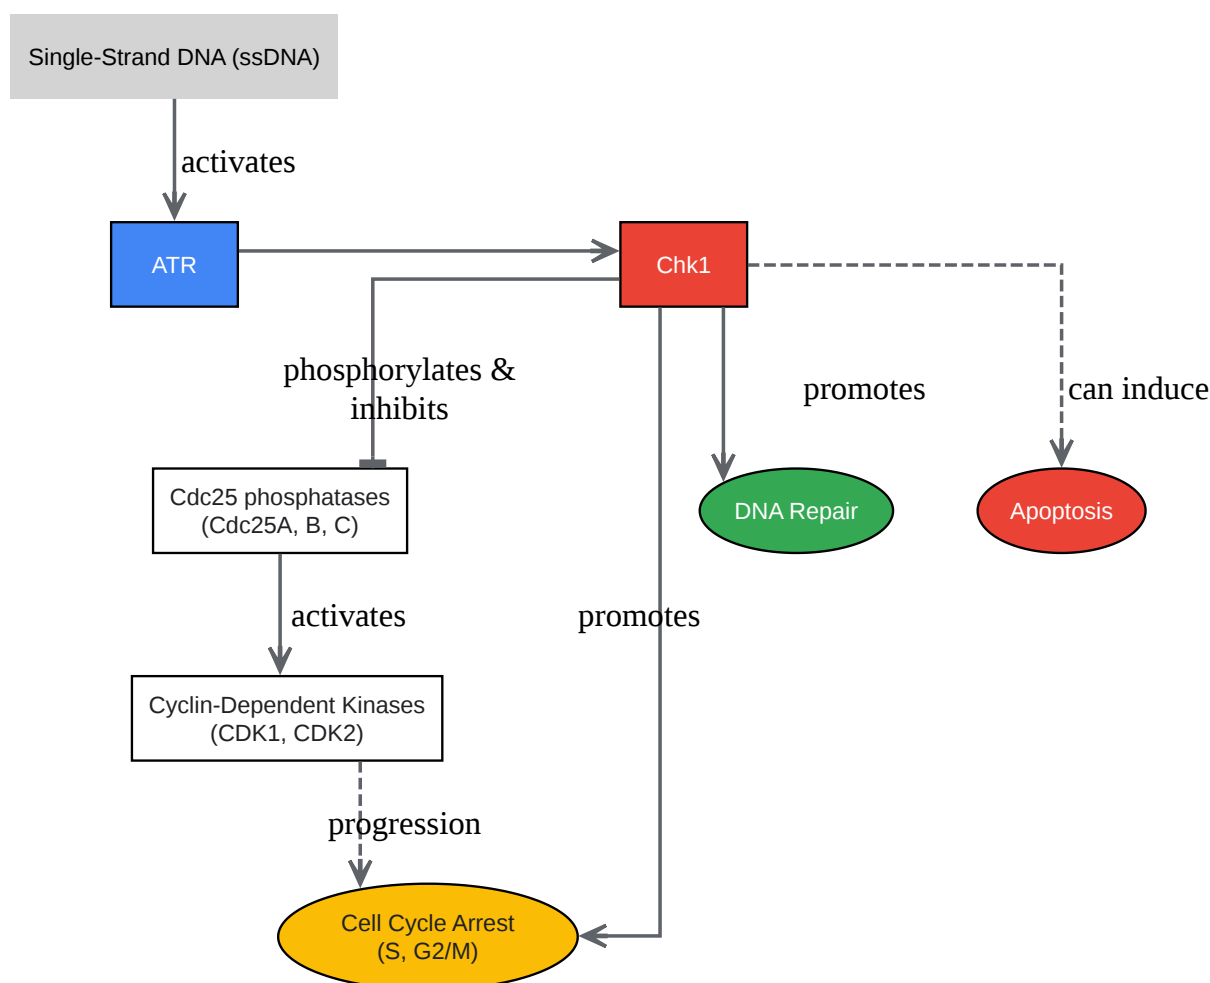 Single-Strand DNA (ssDNA)
activates
ATR
Chk1
phosphorylates &
inhibits
promotes
can induce
Cdc25 phosphatases
(Cdc25A, B, C)
DNA Repair
Apoptosis
activates
promotes
Cyclin-Dependent Kinases
(CDK1, CDK2)
progression
Cell Cycle Arrest
(S, G2/M)